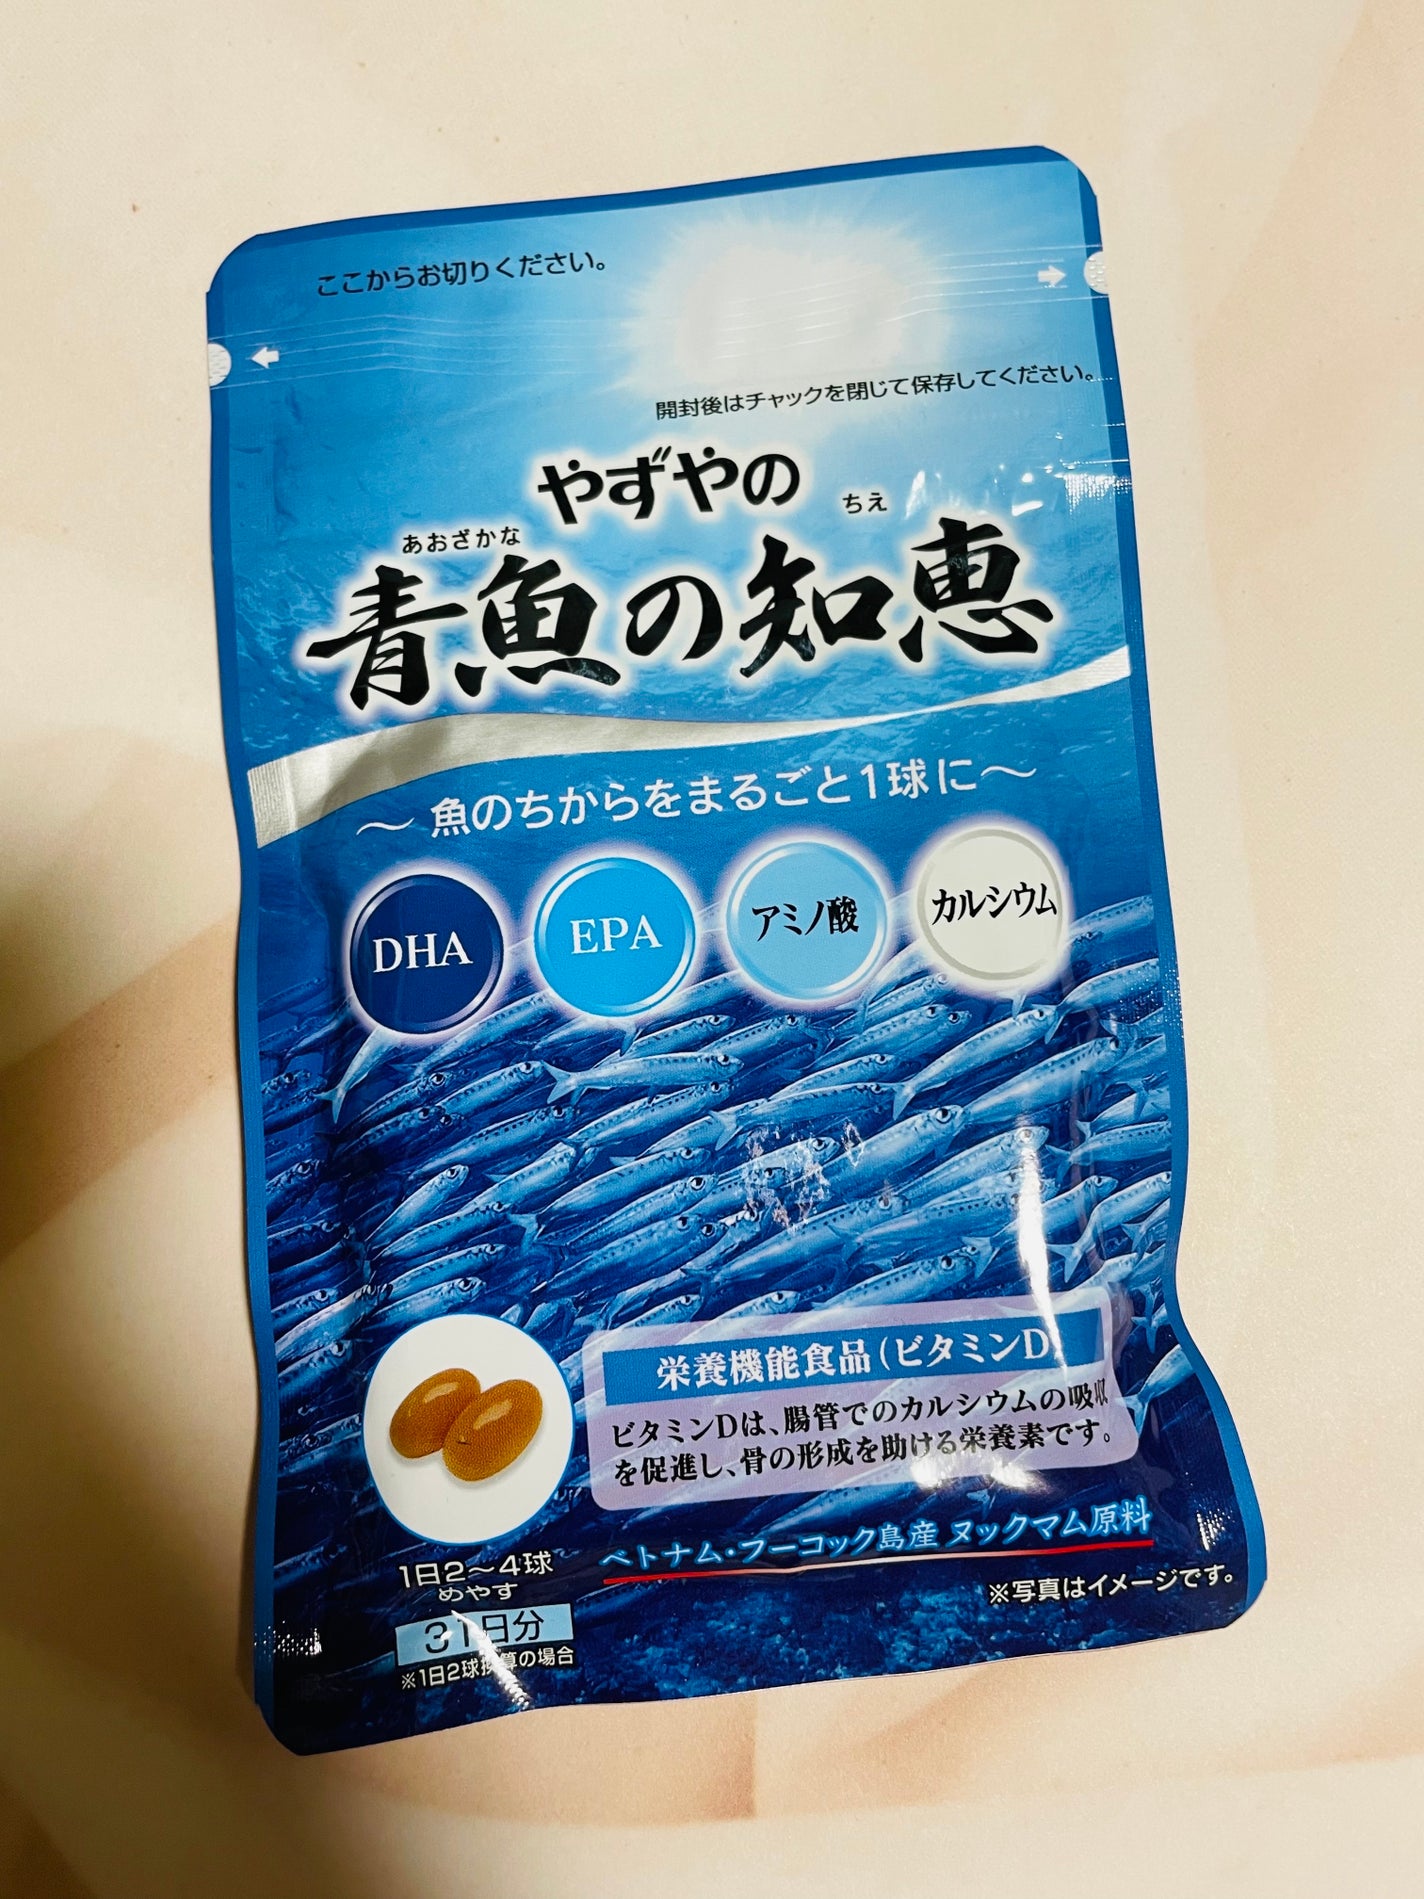 ここからお切りください。
開封後はチャックを閉じて保存してください。
やずやの
あおざかな ちえ
青魚の知恵
～魚のちからをまるごと1球に～
DHA EPA アミノ酸 カルシウム
栄養機能食品(ビタミンD)
ビタミンDは、腸管でのカルシウムの吸収
を促進し、骨の形成を助ける栄養素です。
ベトナム・フーコック島産 ヌックマム原料
※写真はイメージです。
1日2～4球
めやす
31日分
※1日2球換算の場合